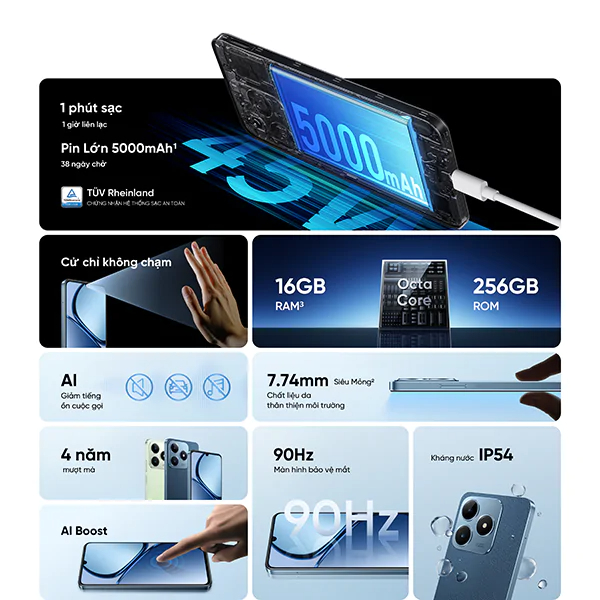 1 phút sạc
1 giờ liên lạc
Pin Lớn 5000mAh¹
38 ngày chờ
TÜV Rheinland
CHỨNG NHẬN HỆ THỐNG SẠC AN TOÀN
5000mAh
45W
Cử chỉ không chạm
16GB
RAM³
Octa
Core
256GB
ROM
AI
Giảm tiếng
ồn cuộc gọi
7.74mm Siêu Mỏng²
Chất liệu da
thân thiện môi trường
4 năm
mượt mà
AI Boost
90Hz
Màn hình bảo vệ mắt
90Hz
Kháng nước IP54